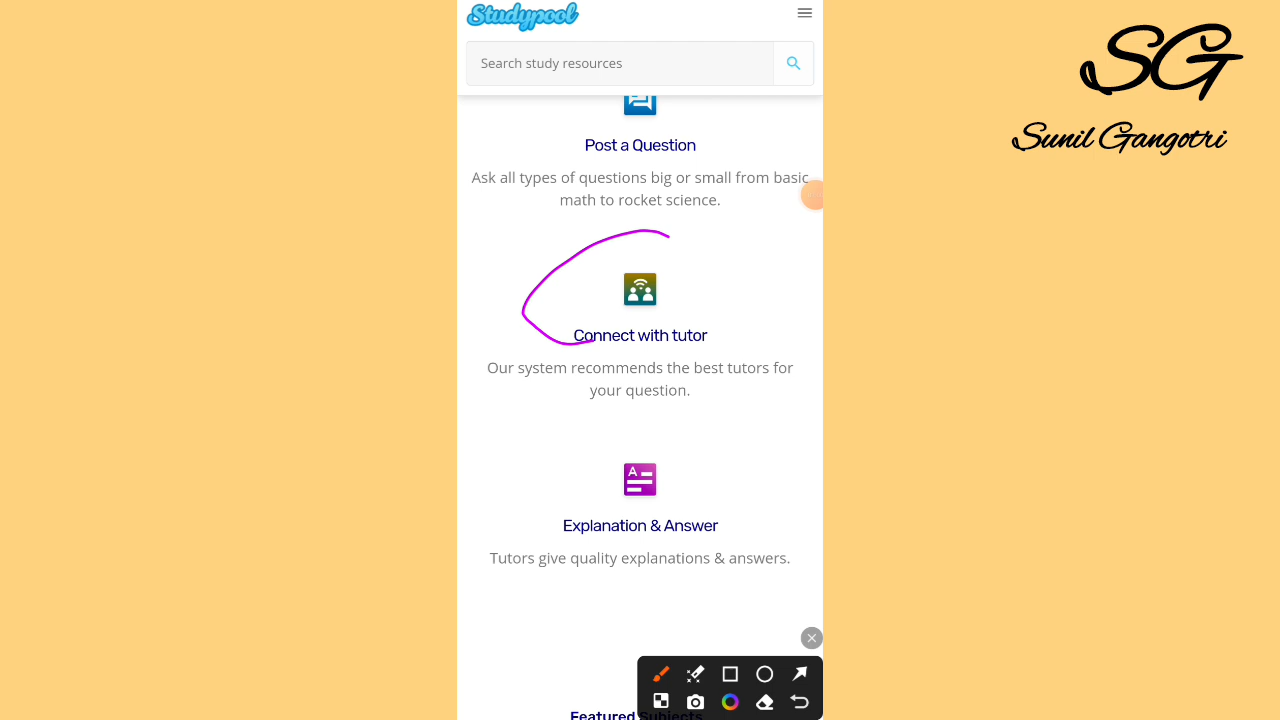 Studypool
SG
Sunil Gangotri
Search study resources
Post a Question
Ask all types of questions big or small from basic
math to rocket science.
Connect with tutor
Our system recommends the best tutors for
your question.
Explanation & Answer
Tutors give quality explanations & answers.
Featured Subjects